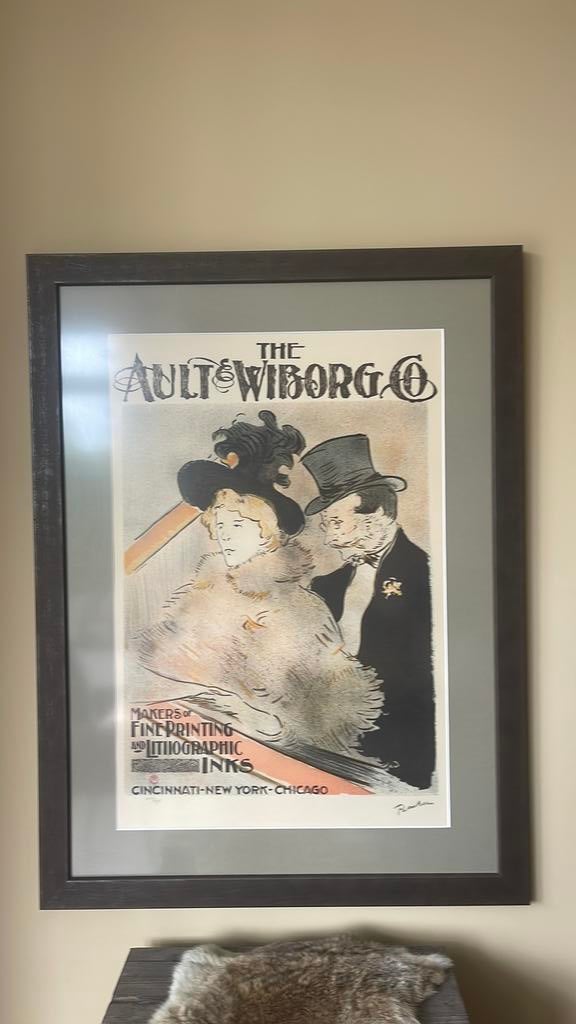 THE
AULT & WIBORG CO
MAKERS OF
FINE PRINTING
AND LITHOGRAPHIC
INKS
CINCINNATI-NEW YORK-CHICAGO